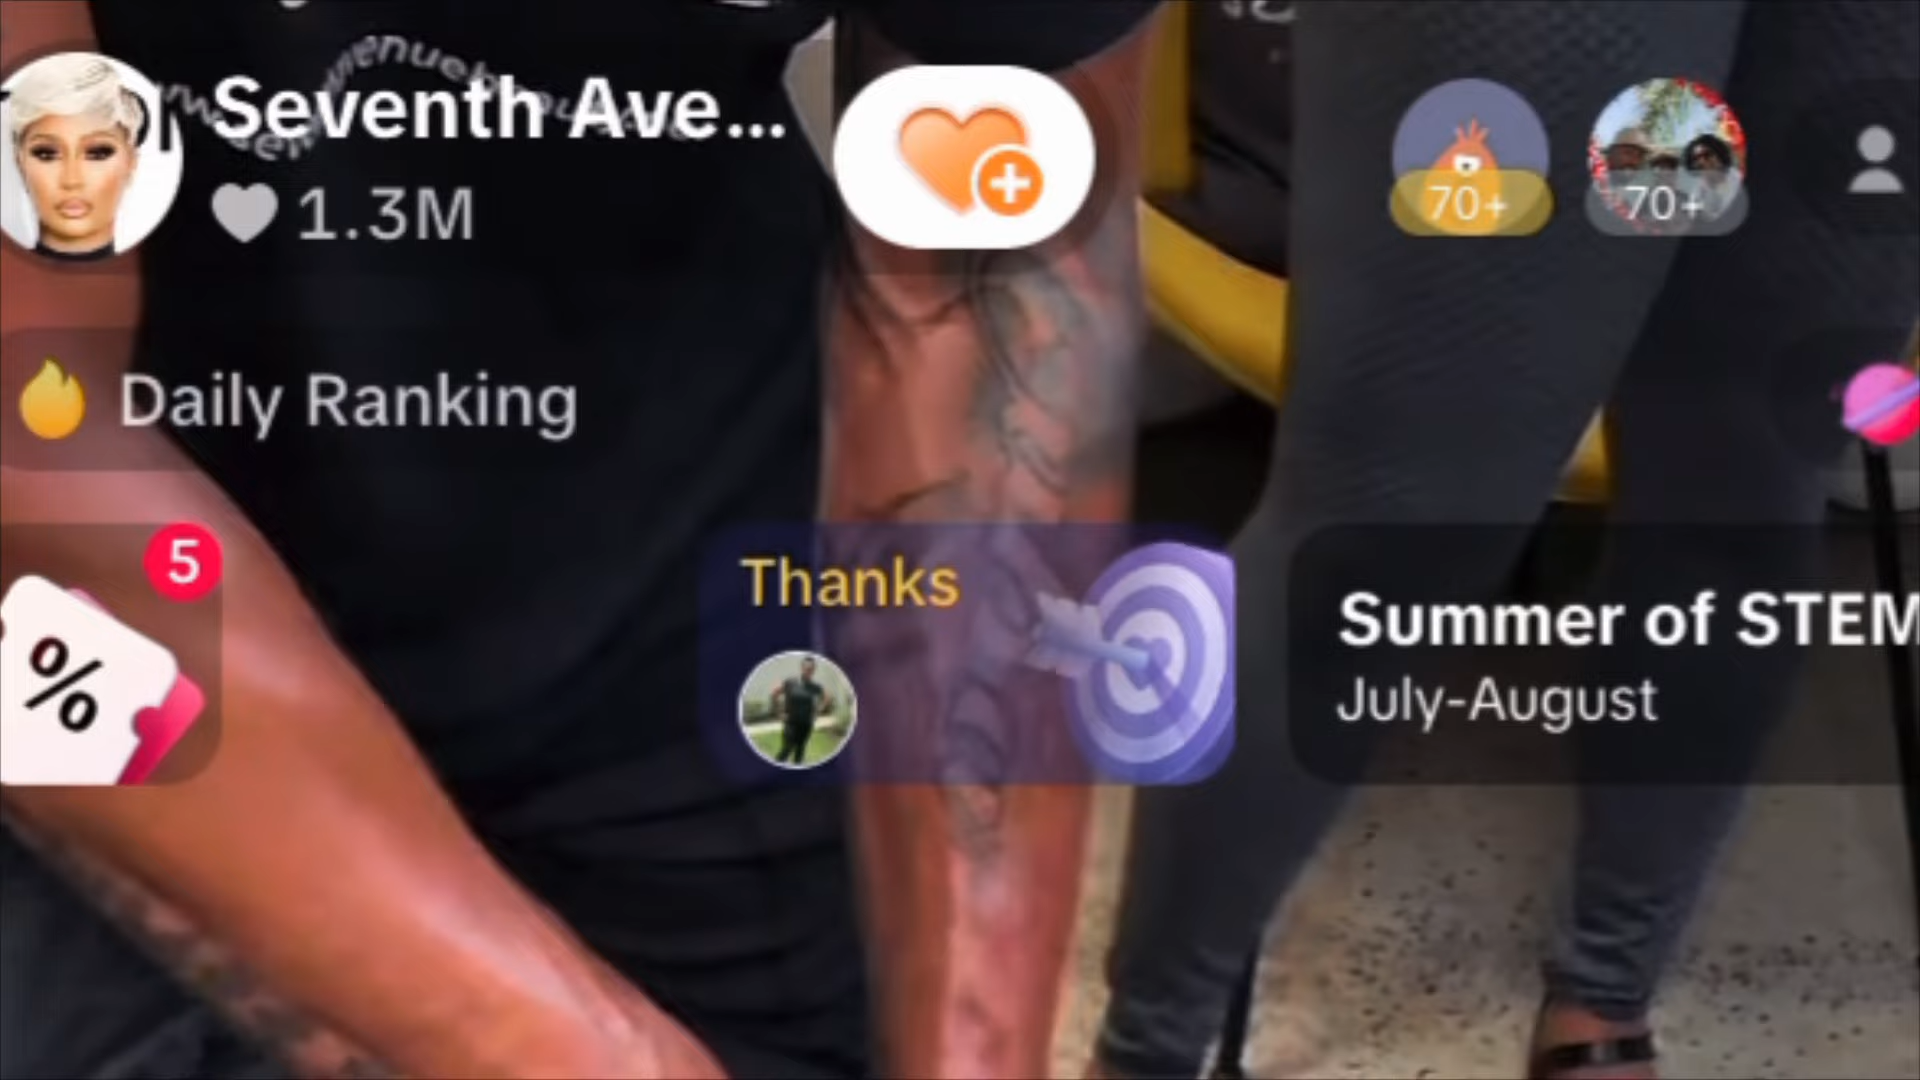 Seventh Ave...
1.3M
70+
70+
Daily Ranking
5
%
Thanks
Summer of STEM
July-August